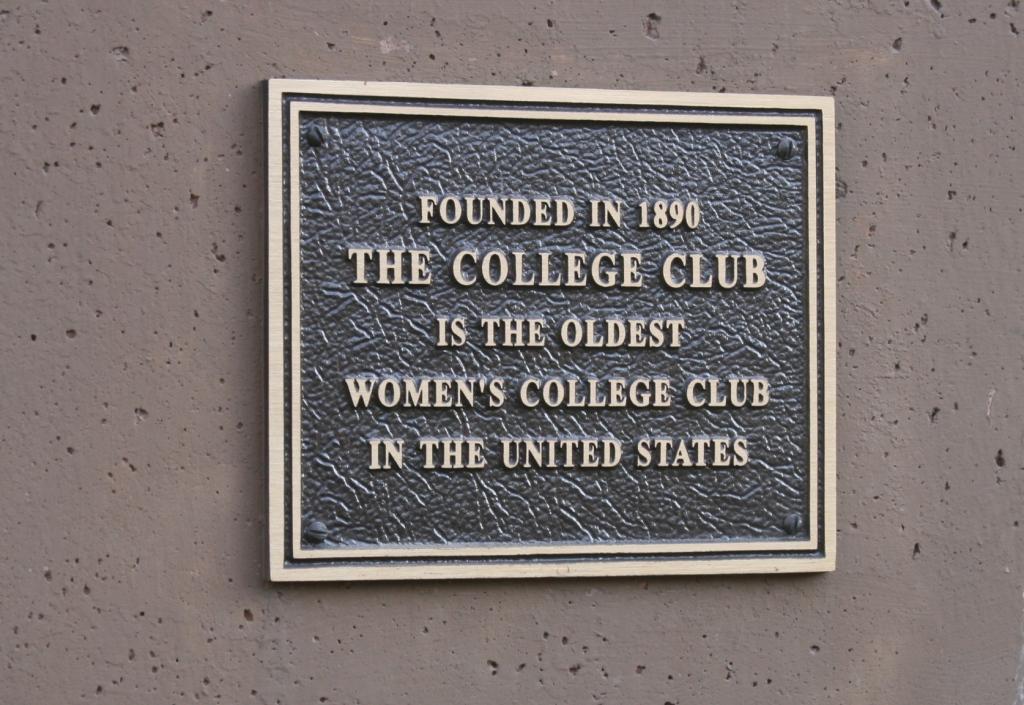 FOUNDED IN 1890
THE COLLEGE CLUB
IS THE OLDEST
WOMEN'S COLLEGE CLUB
IN THE UNITED STATES